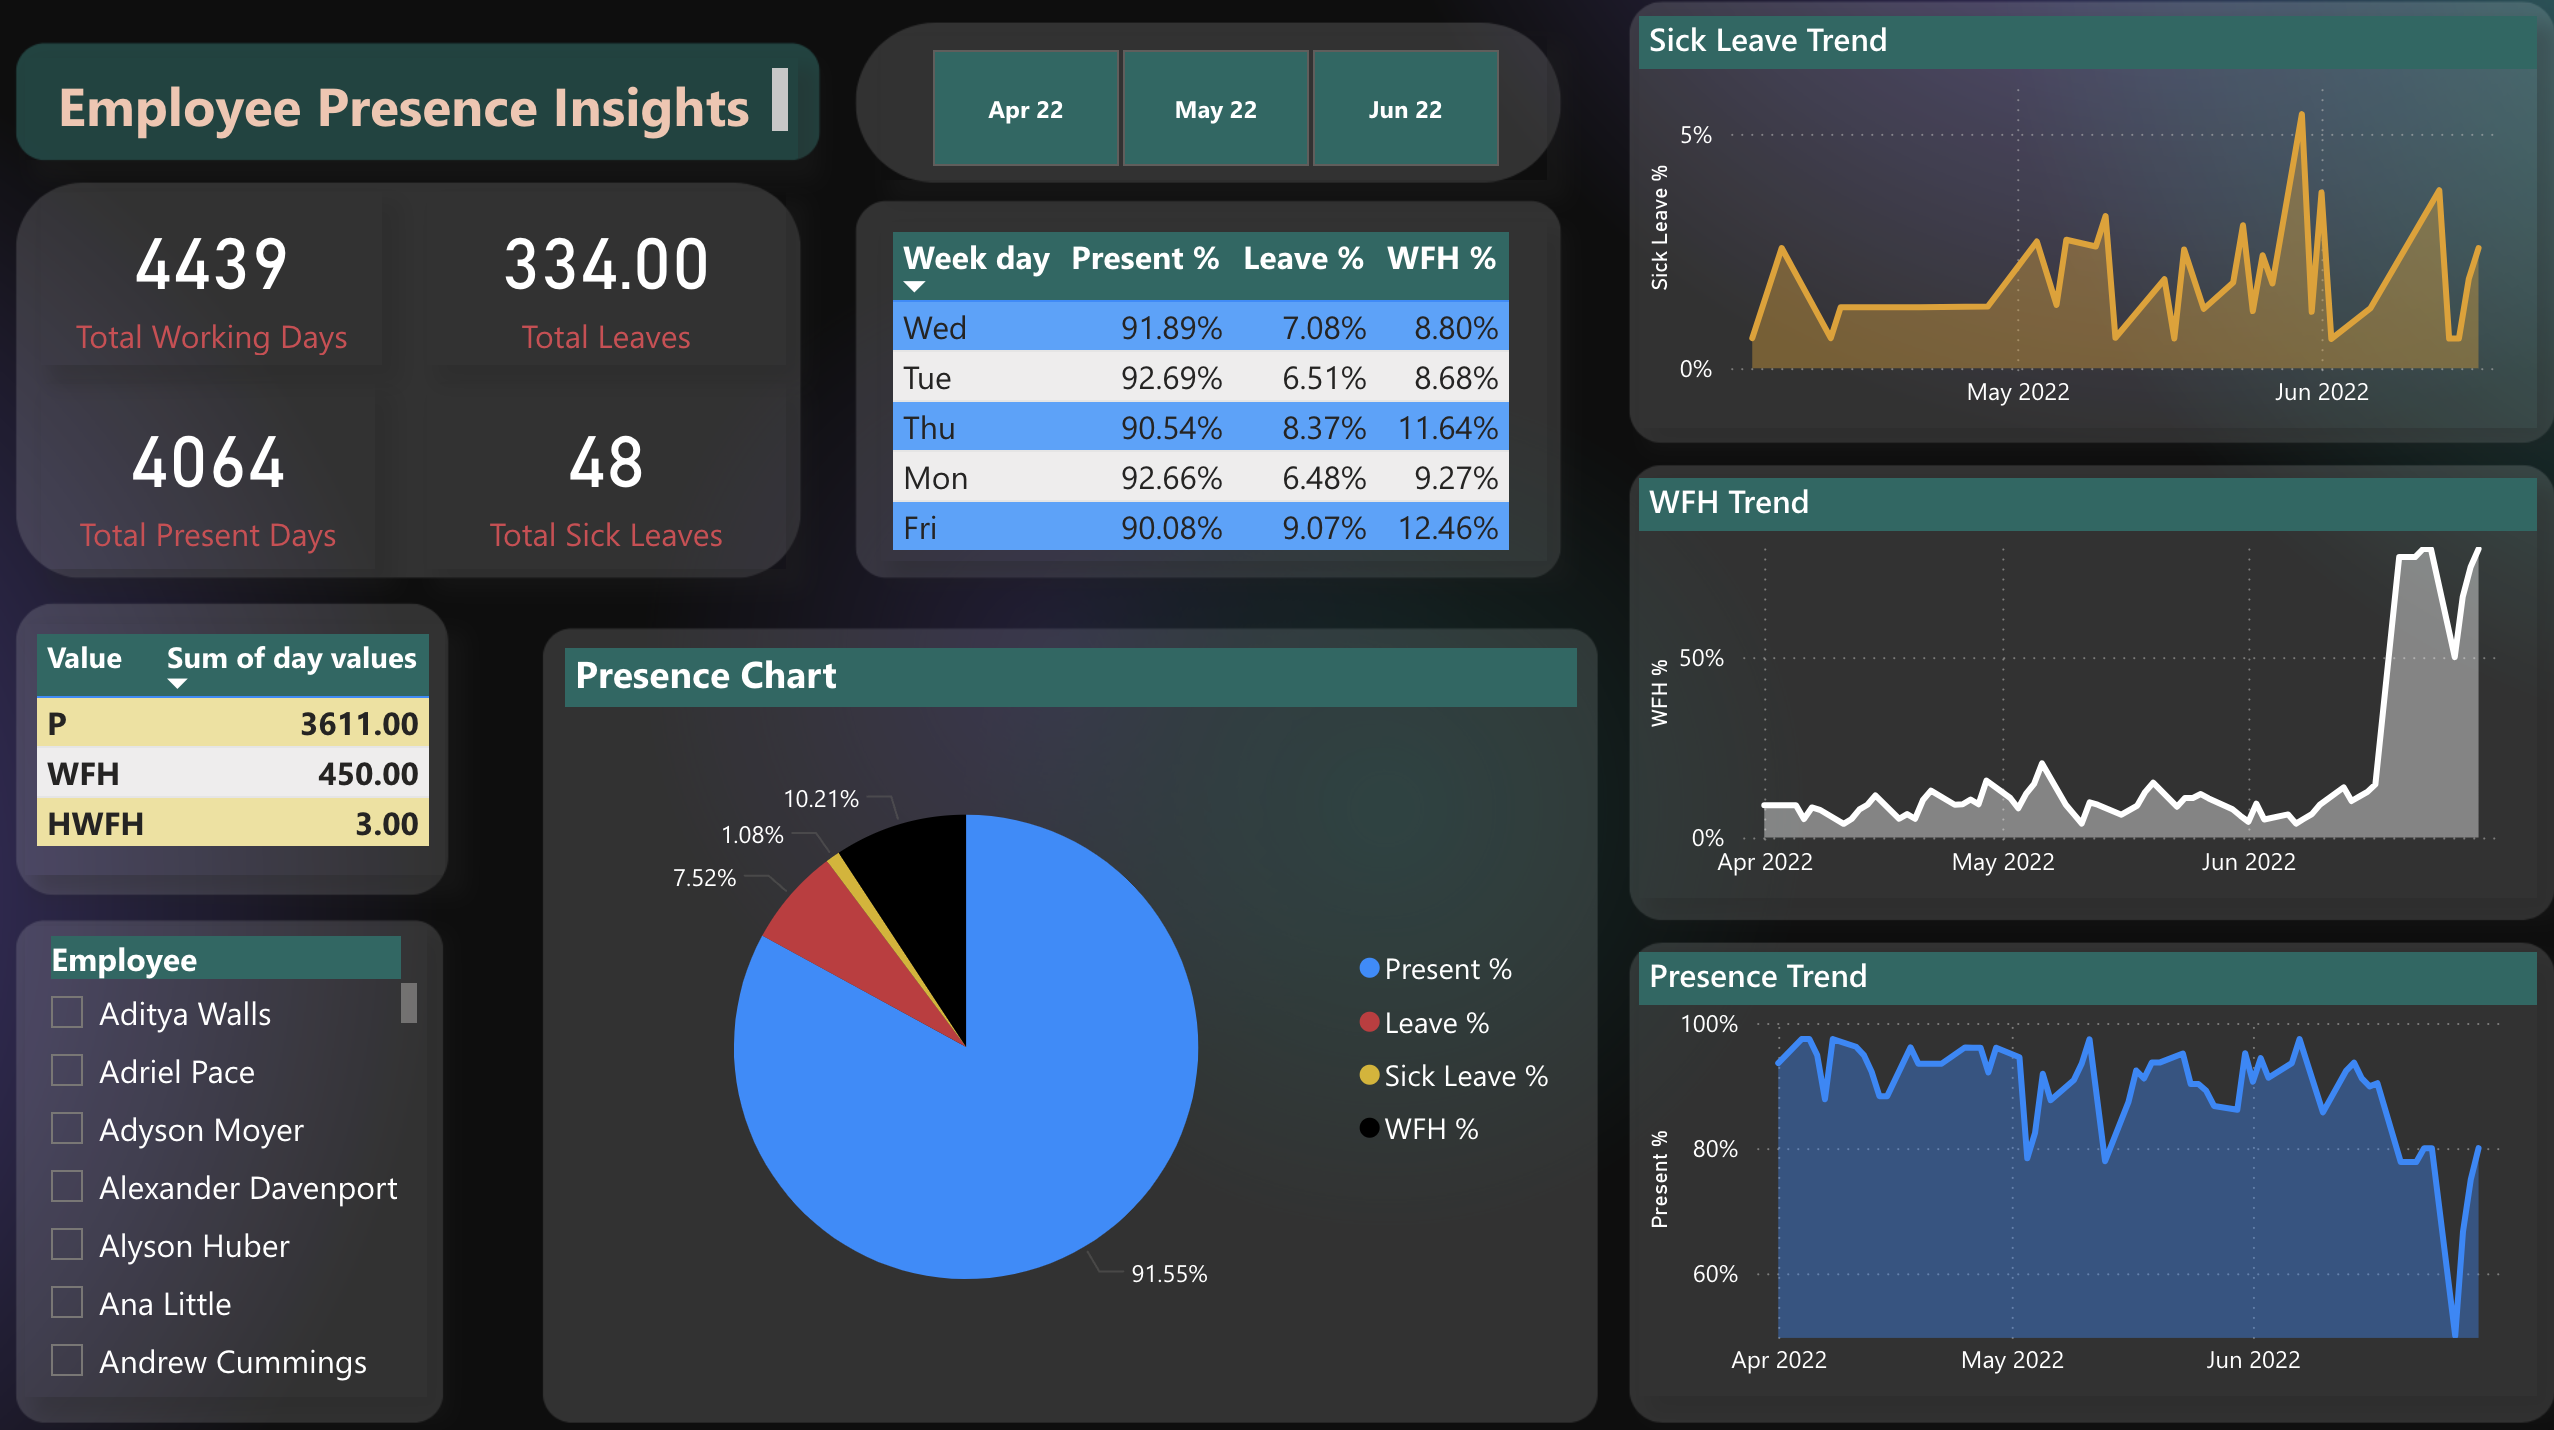 Employee Presence Insights
4439
Total Working Days
334.00
Total Leaves
4064
Total Present Days
48
Total Sick Leaves
Apr 22
May 22
Jun 22
Week day Present % Leave % WFH %
Wed 91.89% 7.08% 8.80%
Tue 92.69% 6.51% 8.68%
Thu 90.54% 8.37% 11.64%
Mon 92.66% 6.48% 9.27%
Fri 90.08% 9.07% 12.46%
Value Sum of day values
P 3611.00
WFH 450.00
HWFH 3.00
Employee
Aditya Walls
Adriel Pace
Adyson Moyer
Alexander Davenport
Alyson Huber
Ana Little
Andrew Cummings
Presence Chart
10.21%
1.08%
7.52%
91.55%
Present %
Leave %
Sick Leave %
WFH %
Sick Leave Trend
Sick Leave %
5%
0%
May 2022 Jun 2022
WFH Trend
WFH %
50%
0%
Apr 2022 May 2022 Jun 2022
Presence Trend
Present %
100%
80%
60%
Apr 2022 May 2022 Jun 2022